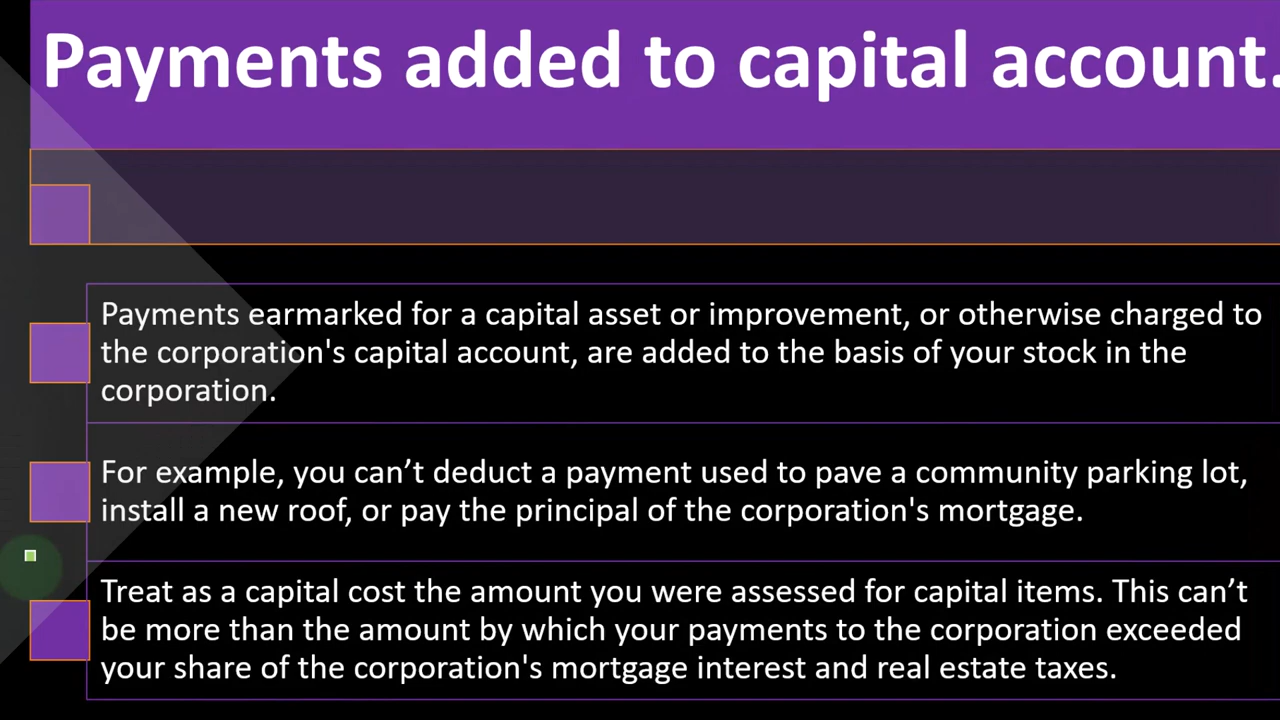 Payments added to capital account.
Payments earmarked for a capital asset or improvement, or otherwise charged to
the corporation's capital account, are added to the basis of your stock in the
corporation.
For example, you can’t deduct a payment used to pave a community parking lot,
install a new roof, or pay the principal of the corporation's mortgage.
Treat as a capital cost the amount you were assessed for capital items. This can’t
be more than the amount by which your payments to the corporation exceeded
your share of the corporation's mortgage interest and real estate taxes.